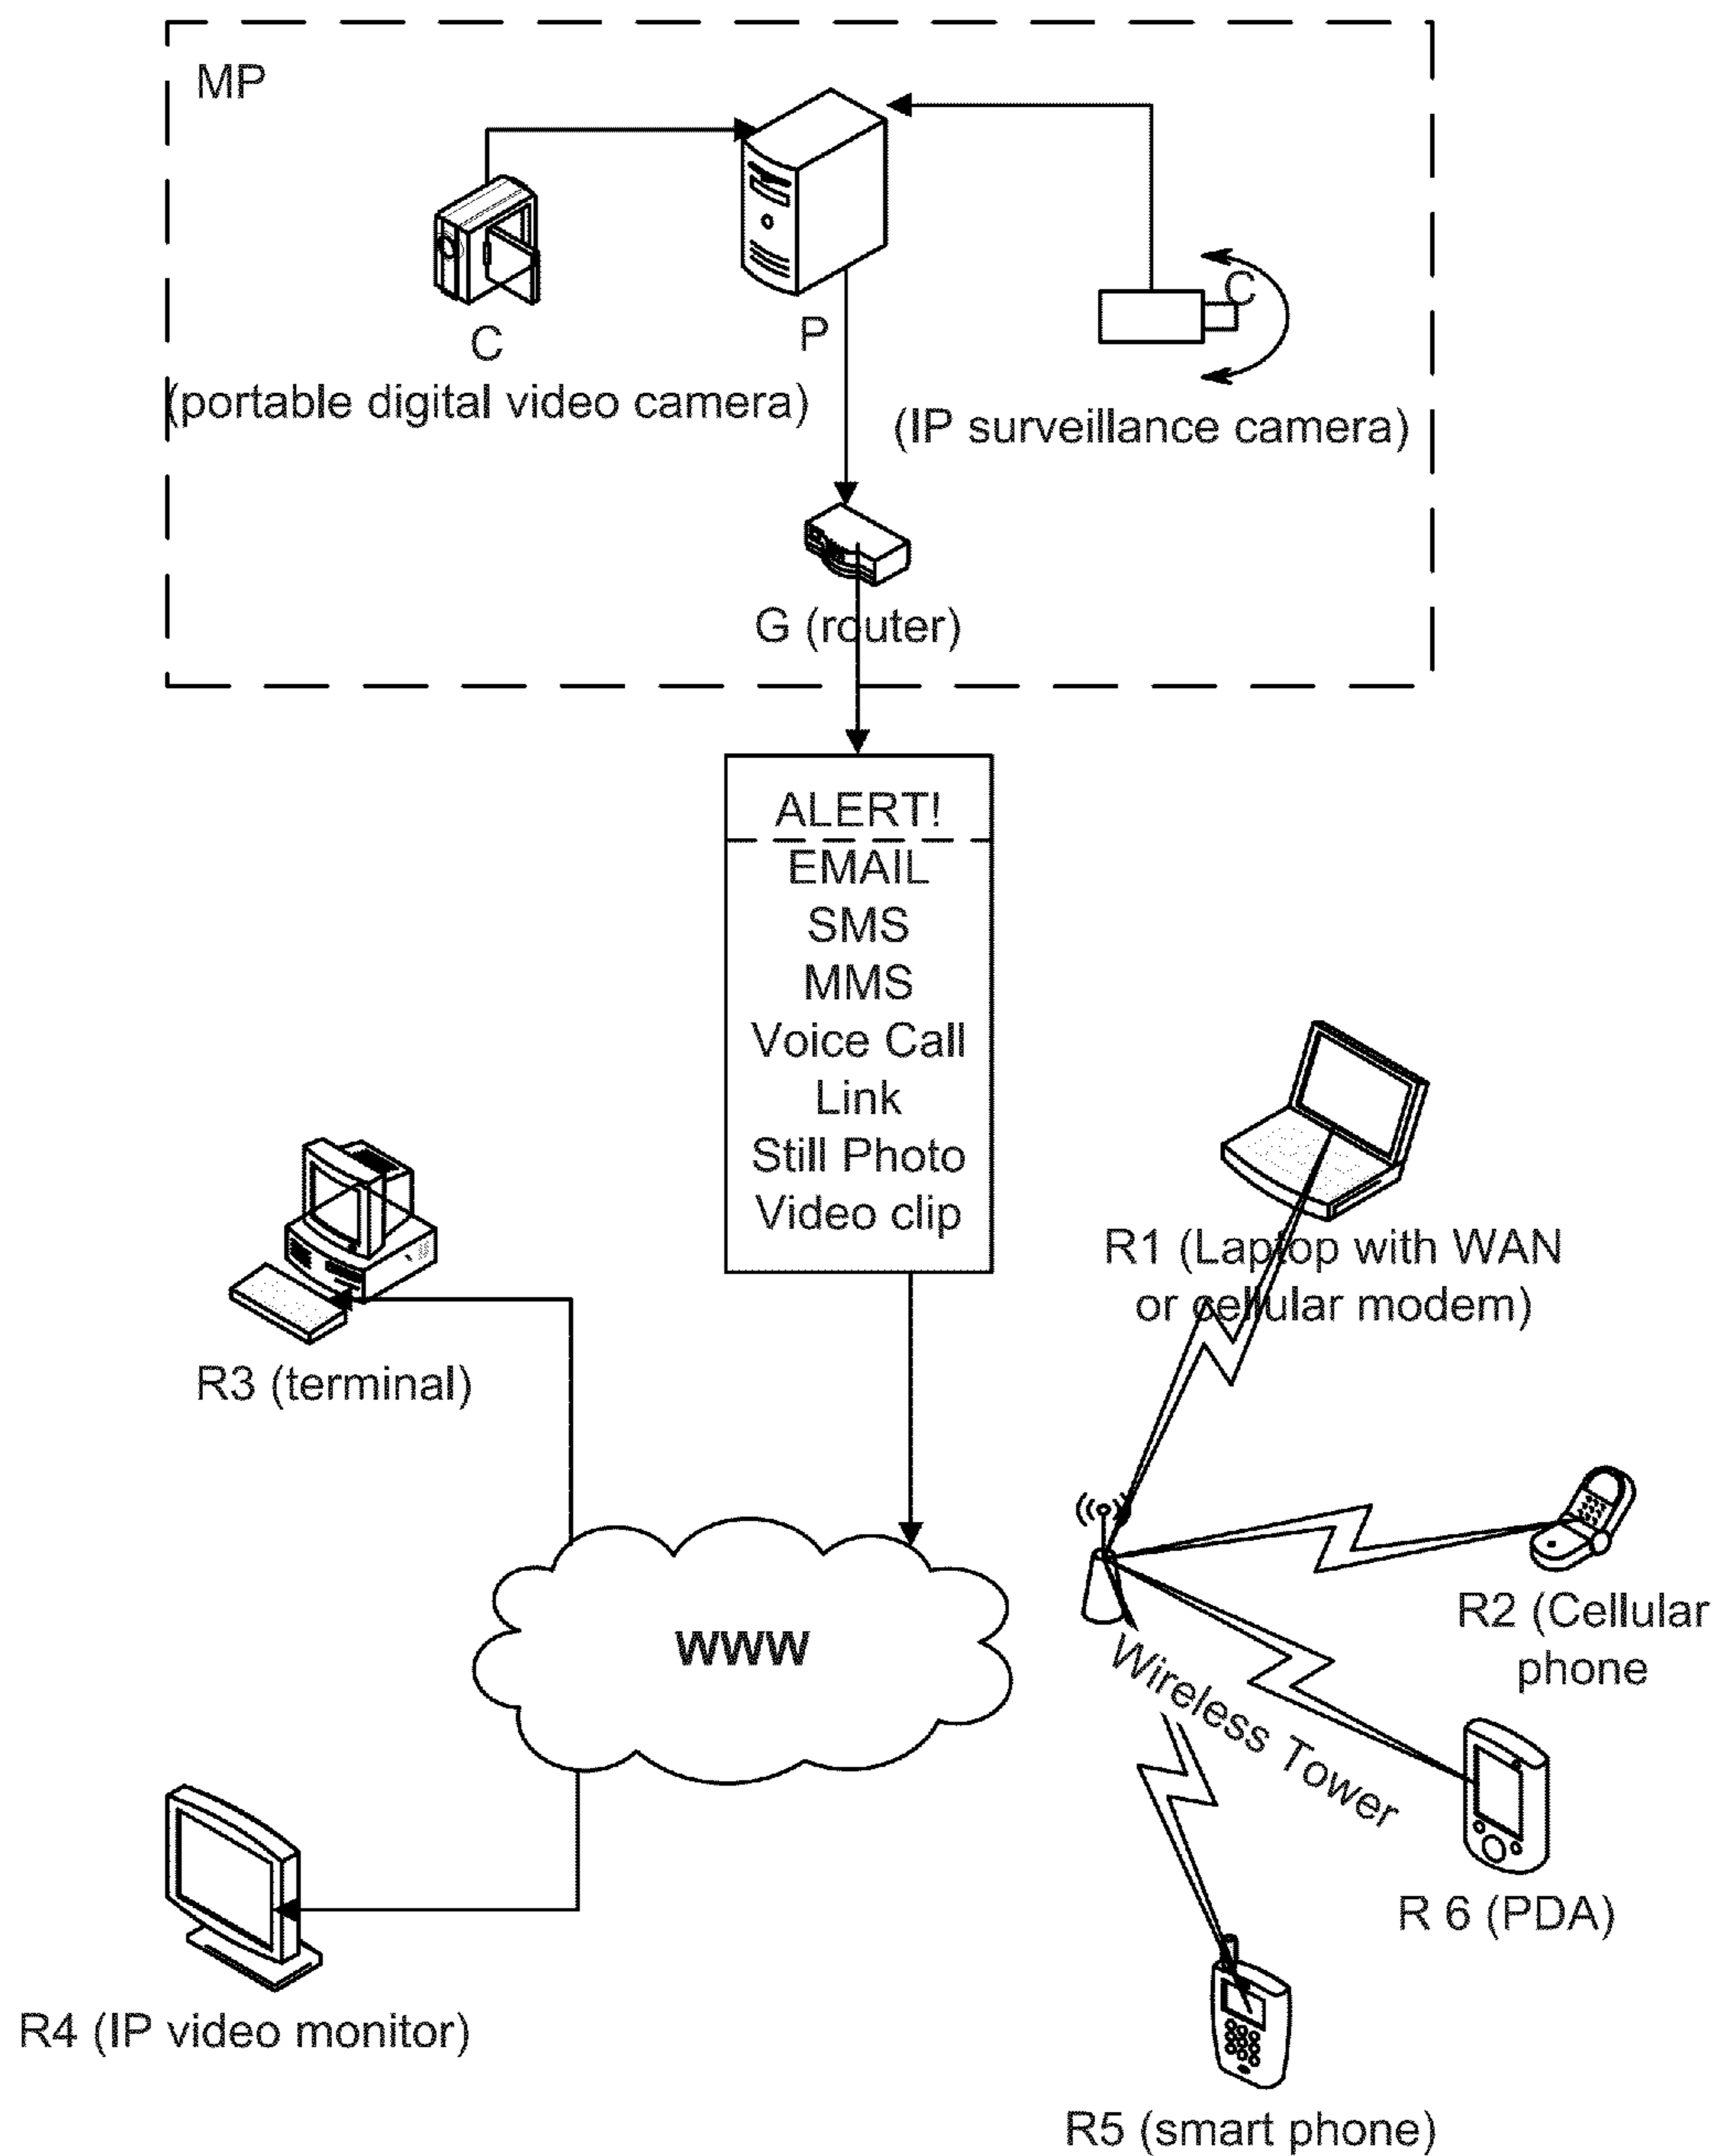 MP
C
C
P
(portable digital video camera)
(IP surveillance camera)
G (router)
ALERT!
EMAIL
SMS
MMS
Voice Call
Link
Still Photo
Video clip
R1 (Laptop with WAN
or cellular modem)
R3 (terminal)
R2 (Cellular
phone
www
Wireless Tower
R 6 (PDA)
R4 (IP video monitor)
R5 (smart phone)